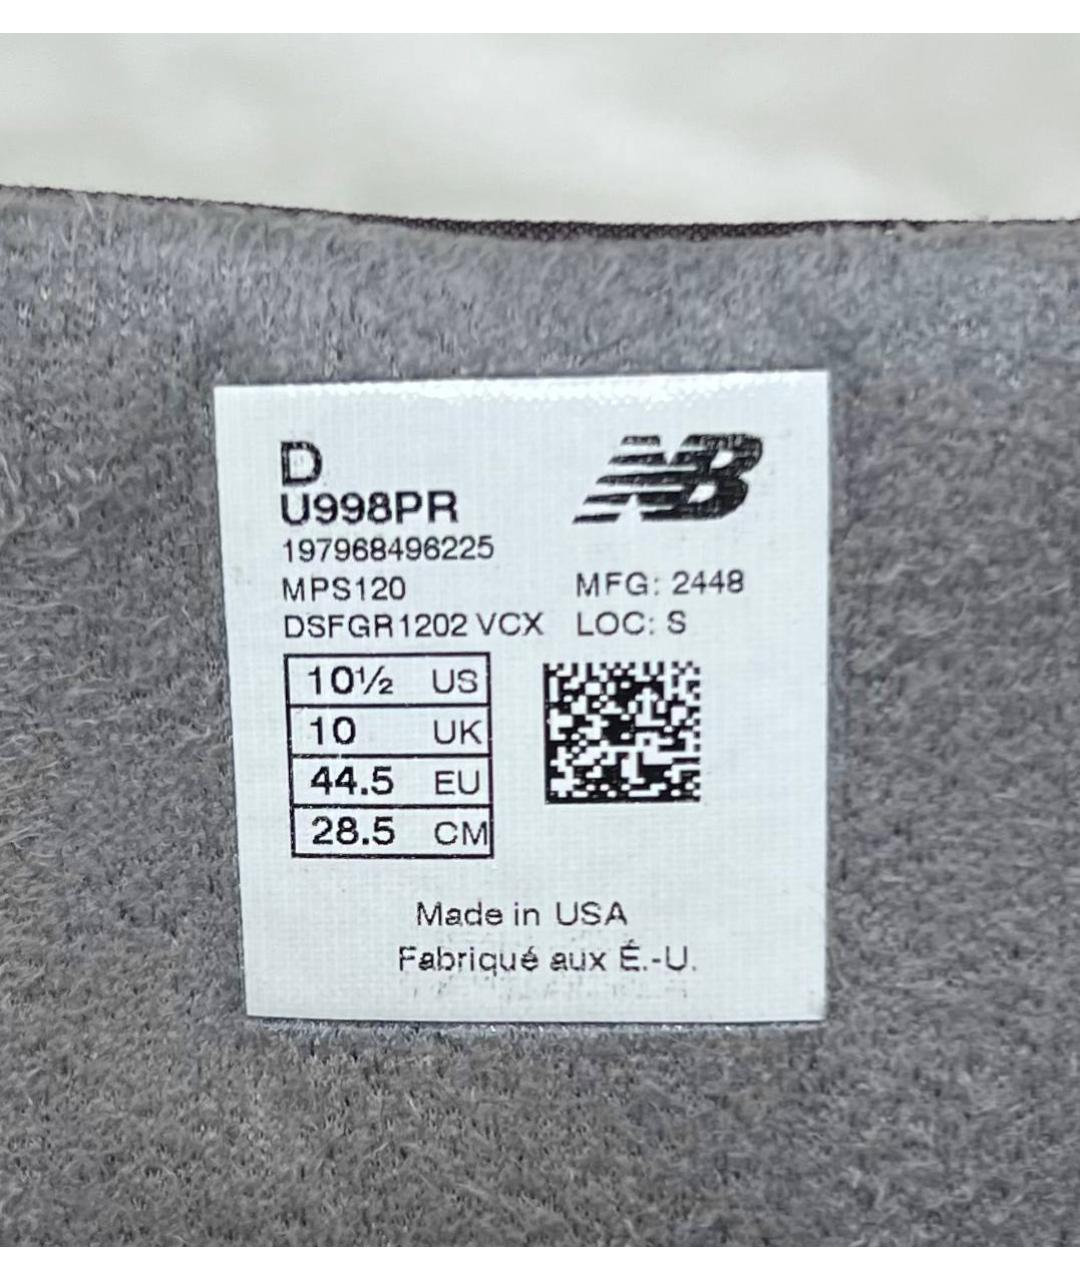 D
NB
U998PR
197968496225
MPS120 MFG: 2448
DSFGR1202 VCX LOC: S
10½ US
10 UK
44.5 EU
28.5 CM
Made in USA
Fabriqué aux É.-U.